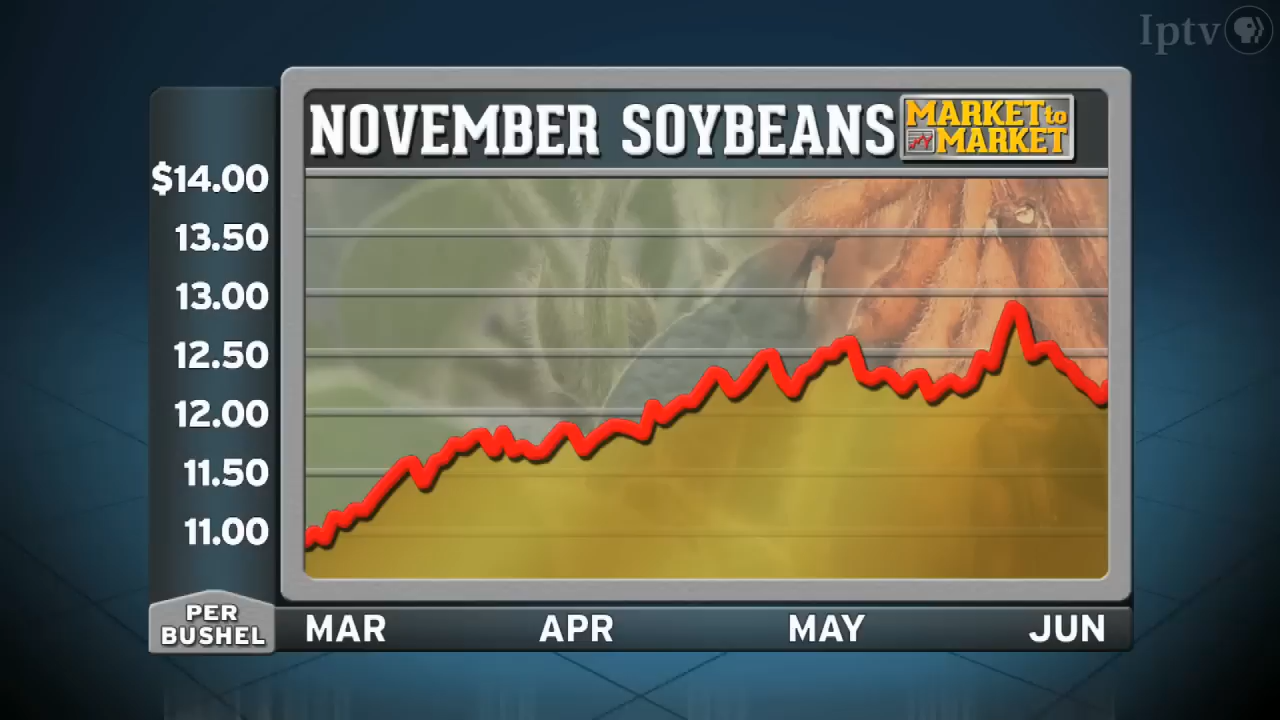 Iptv
NOVEMBER SOYBEANS
MARKET to
MARKET
$14.00
13.50
13.00
12.50
12.00
11.50
11.00
PER
BUSHEL
MAR APR MAY JUN